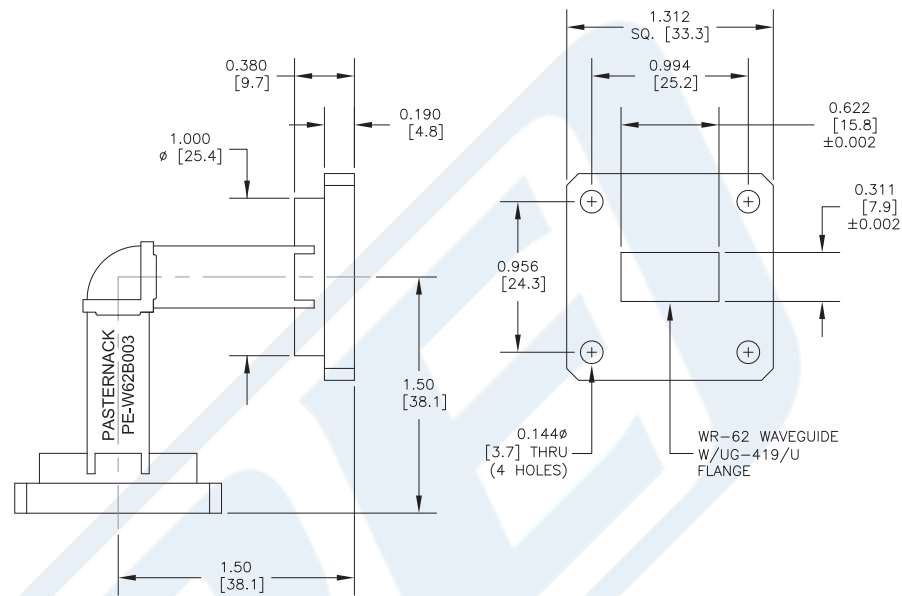 1.312
SQ. [33.3]
0.380
[9.7]
0.994
[25.2]
0.190
[4.8]
0.622
[15.8]
±0.002
1.000
ø [25.4]
0.311
[7.9]
±0.002
0.956
[24.3]
PASTERNACK
PE-W62B003
1.50
[38.1]
0.144ø
[3.7] THRU
(4 HOLES)
WR-62 WAVEGUIDE
W/UG-419/U
FLANGE
1.50
[38.1]